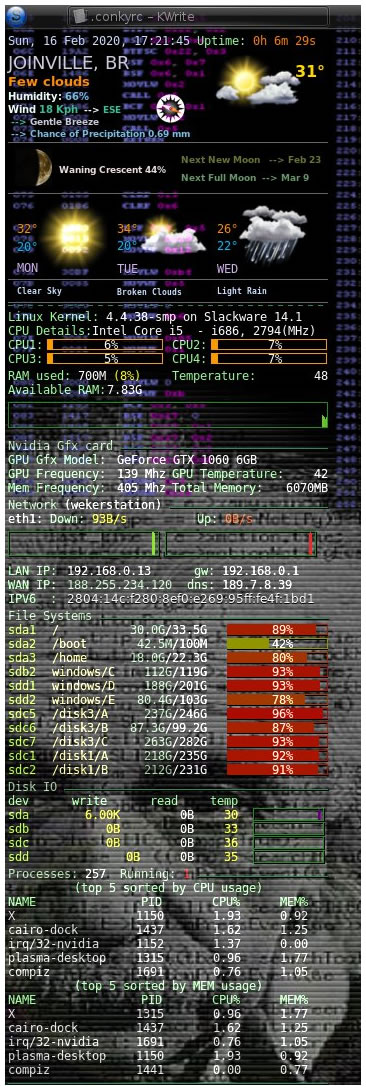 .conkyrc – KWrite
Sun, 16 Feb 2020, 17:21:45 Uptime: 0h 6m 29s
JOINVILLE, BR
31°
Few clouds
Humidity: 66%
Wind 18 Kph --> ESE
--> Gentle Breeze
--> Chance of Precipitation 0.69 mm
Waning Crescent 44%
Next New Moon --> Feb 23
Next Full Moon --> Mar 9
32° 34° 26°
20° 20° 22°
MON TUE WED
Clear Sky Broken Clouds Light Rain
Linux Kernel: 4.4.38-smp on Slackware 14.1
CPU Details:Intel Core i5 - i686, 2794(MHz)
CPU1: 6% CPU2: 7%
CPU3: 5% CPU4: 7%
RAM used: 700M (8%) Temperature: 48
Available RAM:7.83G
Nvidia Gfx card
GPU Gfx Model: GeForce GTX 1060 6GB
GPU Frequency: 139 Mhz GPU Temperature: 42
Mem Frequency: 405 Mhz Total Memory: 6070MB
Network (wekerstation)
eth1: Down: 93B/s Up: 0B/s
LAN IP: 192.168.0.13 gw: 192.168.0.1
WAN IP: 188.255.234.120 dns: 189.7.8.39
IPV6 : 2804:14c:f280:8ef0:e269:95ff:fe4f:1bd1
File Systems
sda1 / 30.0G/33.5G 89%
sda2 /boot 42.5M/100M 42%
sda3 /home 18.0G/22.3G 80%
sdb2 windows/C 112G/119G 93%
sdd1 windows/D 188G/201G 93%
sdd2 windows/E 80.4G/103G 78%
sdc5 /disk3/A 237G/246G 96%
sdc6 /disk3/B 87.3G/99.2G 87%
sdc7 /disk3/C 263G/282G 93%
sdc1 /disk1/A 218G/235G 92%
sdc2 /disk1/B 212G/231G 91%
Disk IO
dev write read temp
sda 6.00K 0B 30
sdb 0B 0B 33
sdc 0B 0B 36
sdd 0B 0B 35
Processes: 257 Running: 1
(top 5 sorted by CPU usage)
NAME PID CPU% MEM%
X 1150 1.93 0.92
cairo-dock 1437 1.62 1.25
irq/32-nvidia 1152 1.37 0.00
plasma-desktop 1315 0.96 1.77
compiz 1691 0.76 1.05
(top 5 sorted by MEM usage)
NAME PID CPU% MEM%
X 1315 0.96 1.77
cairo-dock 1437 1.62 1.25
irq/32-nvidia 1691 0.76 1.05
plasma-desktop 1150 1.93 0.92
compiz 1441 0.00 0.77